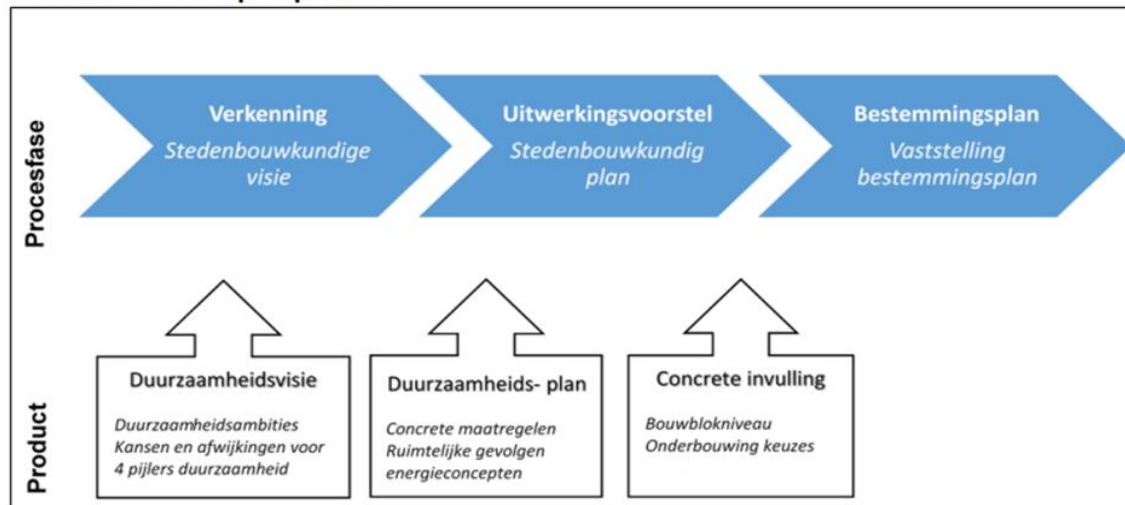 Procesfase
Verkenning
Stedenbouwkundige
visie
Uitwerkingsvoorstel
Stedenbouwkundig
plan
Bestemmingsplan
Vaststelling
bestemmingsplan
Product
Duurzaamheidsvisie
Duurzaamheidsambities
Kansen en afwijkingen voor
4 pijlers duurzaamheid
Duurzaamheids- plan
Concrete maatregelen
Ruimtelijke gevolgen
energieconcepten
Concrete invulling
Bouwblokniveau
Onderbouwing keuzes